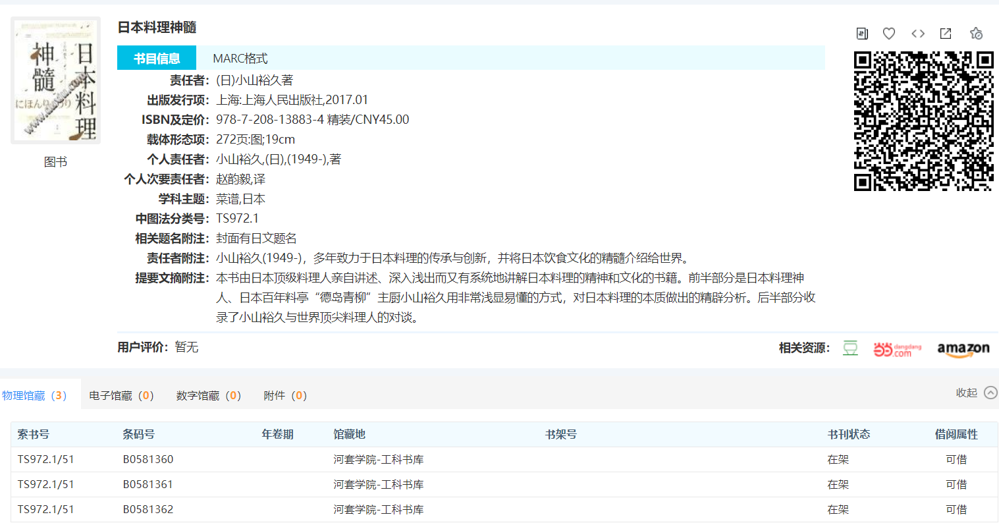 日本料理神髓
日本料理
神髓
www.
书目信息 MARC格式
责任者： (日)小山裕久著
出版发行项： 上海:上海人民出版社,2017.01
ISBN及定价： 978-7-208-13883-4 精装/CNY45.00
载体形态项： 272页:图;19cm
图书
个人责任者： 小山裕久,(日),(1949-),著
个人次要责任者： 赵韵毅,译
学科主题： 菜谱,日本
中图法分类号： TS972.1
相关题名附注： 封面有日文题名
责任者附注： 小山裕久(1949-)，多年致力于日本料理的传承与创新，并将日本饮食文化的精髓介绍给世界。
提要文摘附注： 本书由日本顶级料理人亲自讲述、深入浅出而又有系统地讲解日本料理的精神和文化的书籍。前半部分是日本料理神
人、日本百年料亭“德岛青柳”主厨小山裕久用非常浅显易懂的方式，对日本料理的本质做出的精辟分析。后半部分收
录了小山裕久与世界顶尖料理人的对谈。
用户评价： 暂无 相关资源： 当当 dangdang .com amazon
物理馆藏（3） 电子馆藏（0） 数字馆藏（0） 附件（0） 收起
索书号 条码号 年卷期 馆藏地 书架号 书刊状态 借阅属性
TS972.1/51 B0581360 河套学院-工科书库 在架 可借
TS972.1/51 B0581361 河套学院-工科书库 在架 可借
TS972.1/51 B0581362 河套学院-工科书库 在架 可借